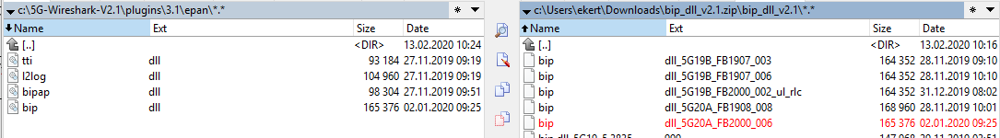 c:\5G-Wireshark-V2.1\plugins\3.1\epan\*.*
Name Ext Size Date
[..] <DIR> 13.02.2020 10:24
tti dll 93 184 27.11.2019 09:19
l2log dll 104 960 27.11.2019 09:19
bipap dll 98 304 27.11.2019 09:51
bip dll 165 376 02.01.2020 09:25
c:\Users\ekert\Downloads\bip_dll_v2.1.zip\bip_dll_v2.1\*.*
Name Ext Size Date
[..] <DIR> 13.02.2020 10:16
bip dll_5G19B_FB1907_003 164 352 28.11.2019 09:10
bip dll_5G19B_FB1907_006 164 352 28.11.2019 09:10
bip dll_5G19B_FB2000_002_ul_rlc 164 352 31.12.2019 08:02
bip dll_5G20A_FB1908_008 168 960 28.11.2019 10:01
bip dll_5G20A_FB2000_006 165 376 02.01.2020 09:25